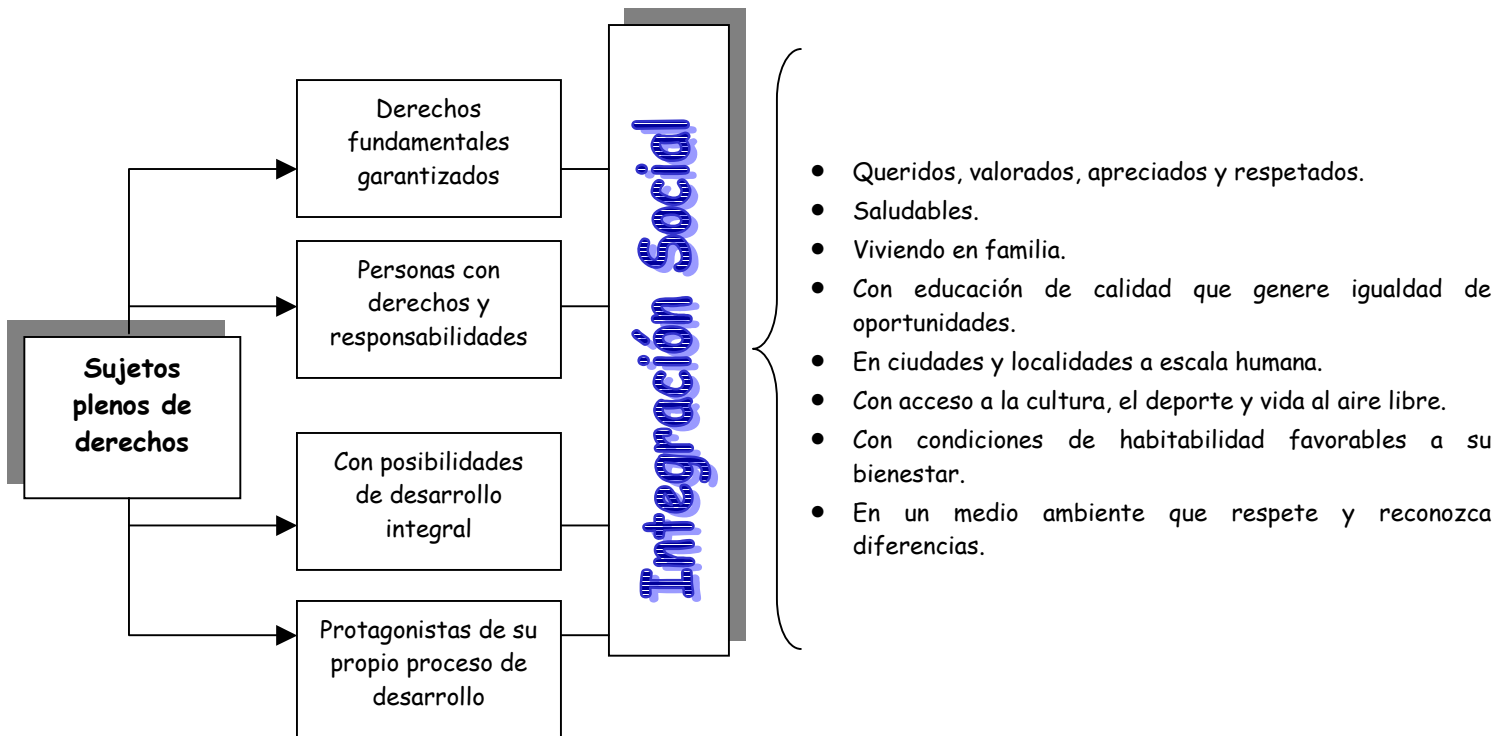 Sujetos
plenos de
derechos
Derechos
fundamentales
garantizados
Personas con
derechos y
responsabilidades
Con posibilidades
de desarrollo
integral
Protagonistas de su
propio proceso de
desarrollo
Integración Social
• Queridos, valorados, apreciados y respetados.
• Saludables.
• Viviendo en familia.
• Con educación de calidad que genere igualdad de
oportunidades.
• En ciudades y localidades a escala humana.
• Con acceso a la cultura, el deporte y vida al aire libre.
• Con condiciones de habitabilidad favorables a su
bienestar.
• En un medio ambiente que respete y reconozca
diferencias.